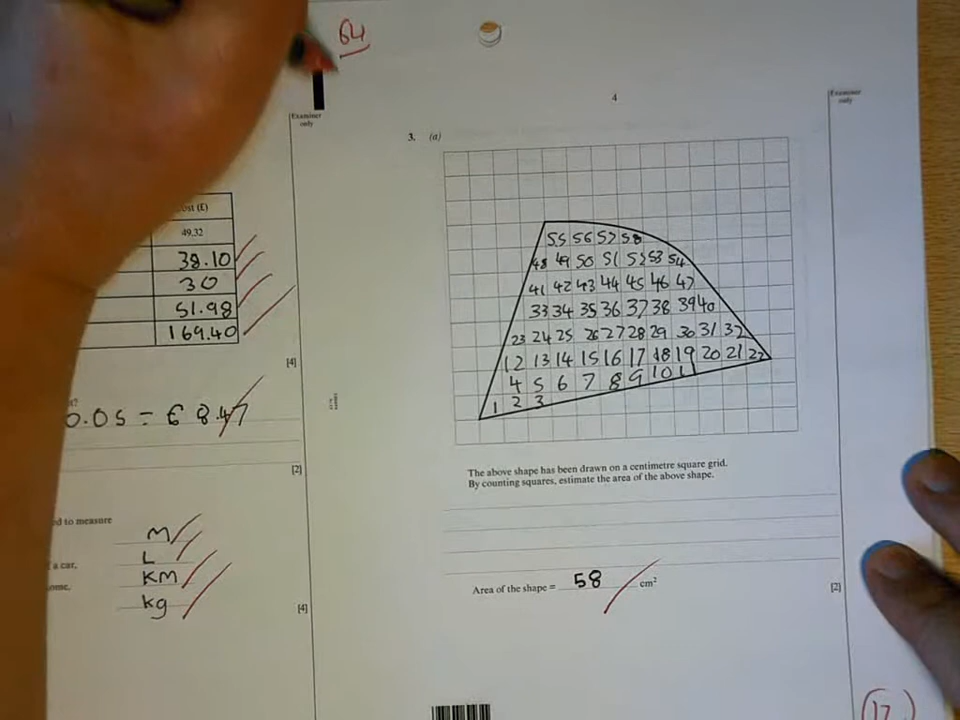 64
4
Examiner
only
Examiner
only
3. (a)
ost (£)
49.32
38.10
30
51.98
169.40
[4]
0.05 = £ 8.47
[2]
d to measure
M
a car,
L
ome,
KM
kg
[4]
55 56 57 58
48 49 50 51 52 53 54
41 42 43 44 45 46 47
33 34 35 36 37 38 39 40
23 24 25 26 27 28 29 30 31 32
12 13 14 15 16 17 18 19 20 21 22
4 5 6 7 8 9 10 11
1 2 3
The above shape has been drawn on a centimetre square grid.
By counting squares, estimate the area of the above shape.
Area of the shape = 58 cm²
[2]
17